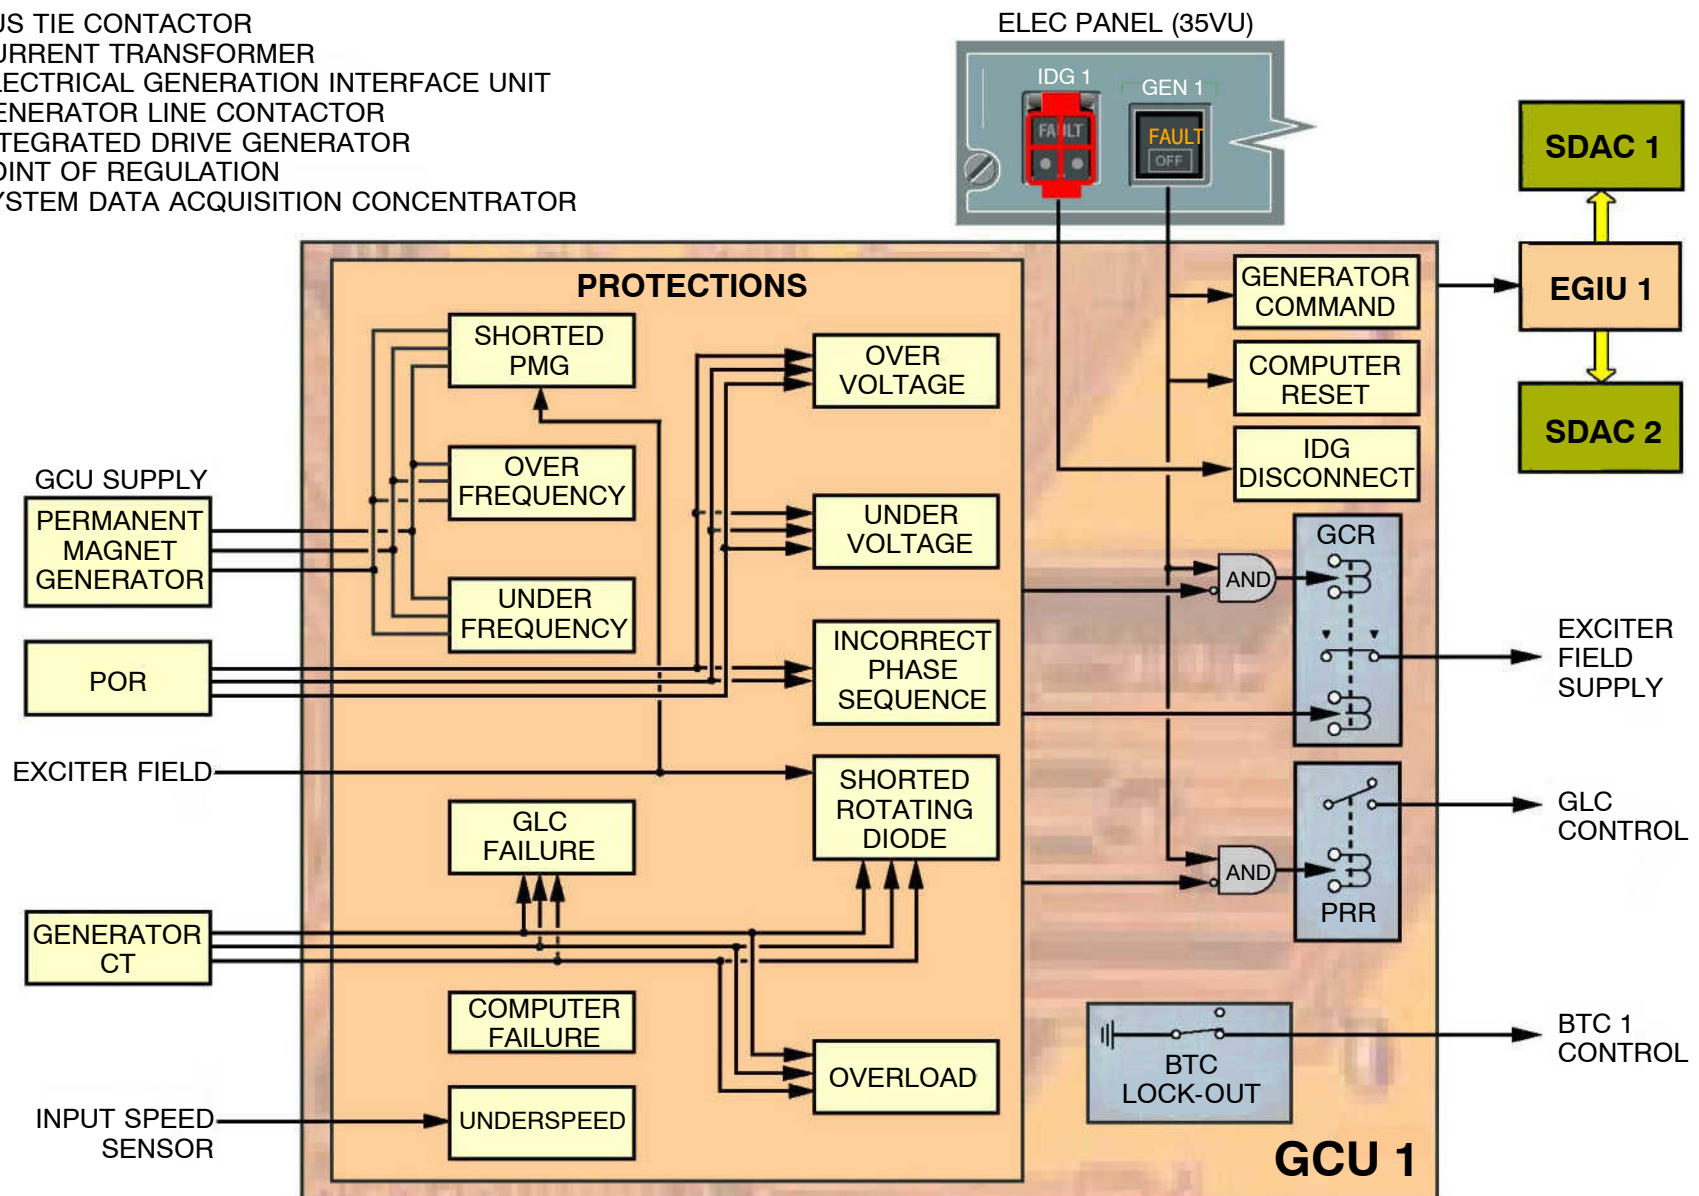 US TIE CONTACTOR
URRENT TRANSFORMER
LECTRICAL GENERATION INTERFACE UNIT
ENERATOR LINE CONTACTOR
NTEGRATED DRIVE GENERATOR
OINT OF REGULATION
YSTEM DATA ACQUISITION CONCENTRATOR
ELEC PANEL (35VU)
IDG 1
GEN 1
FAULT
FAULT
OFF
SDAC 1
EGIU 1
SDAC 2
PROTECTIONS
SHORTED
PMG
OVER
VOLTAGE
GENERATOR
COMMAND
COMPUTER
RESET
IDG
DISCONNECT
GCU SUPPLY
PERMANENT
MAGNET
GENERATOR
OVER
FREQUENCY
UNDER
VOLTAGE
GCR
AND
UNDER
FREQUENCY
POR
INCORRECT
PHASE
SEQUENCE
EXCITER
FIELD
SUPPLY
EXCITER FIELD
SHORTED
ROTATING
DIODE
GLC
FAILURE
GLC
CONTROL
AND
PRR
GENERATOR
CT
COMPUTER
FAILURE
OVERLOAD
BTC
LOCK-OUT
BTC 1
CONTROL
INPUT SPEED
SENSOR
UNDERSPEED
GCU 1